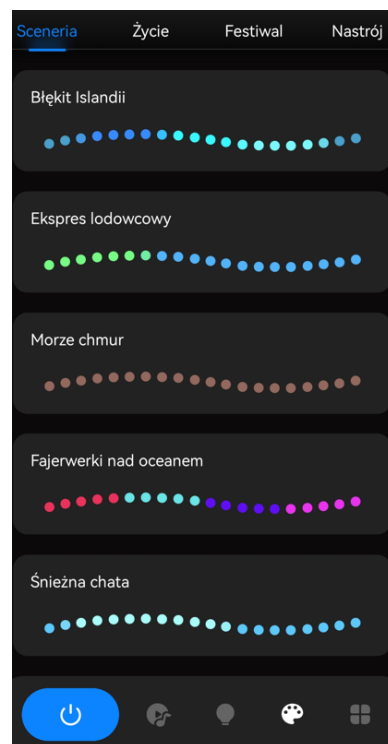 Sceneria Życie Festiwal Nastrój
Błękit Islandii
Ekspres lodowcowy
Morze chmur
Fajerwerki nad oceanem
Śnieżna chata